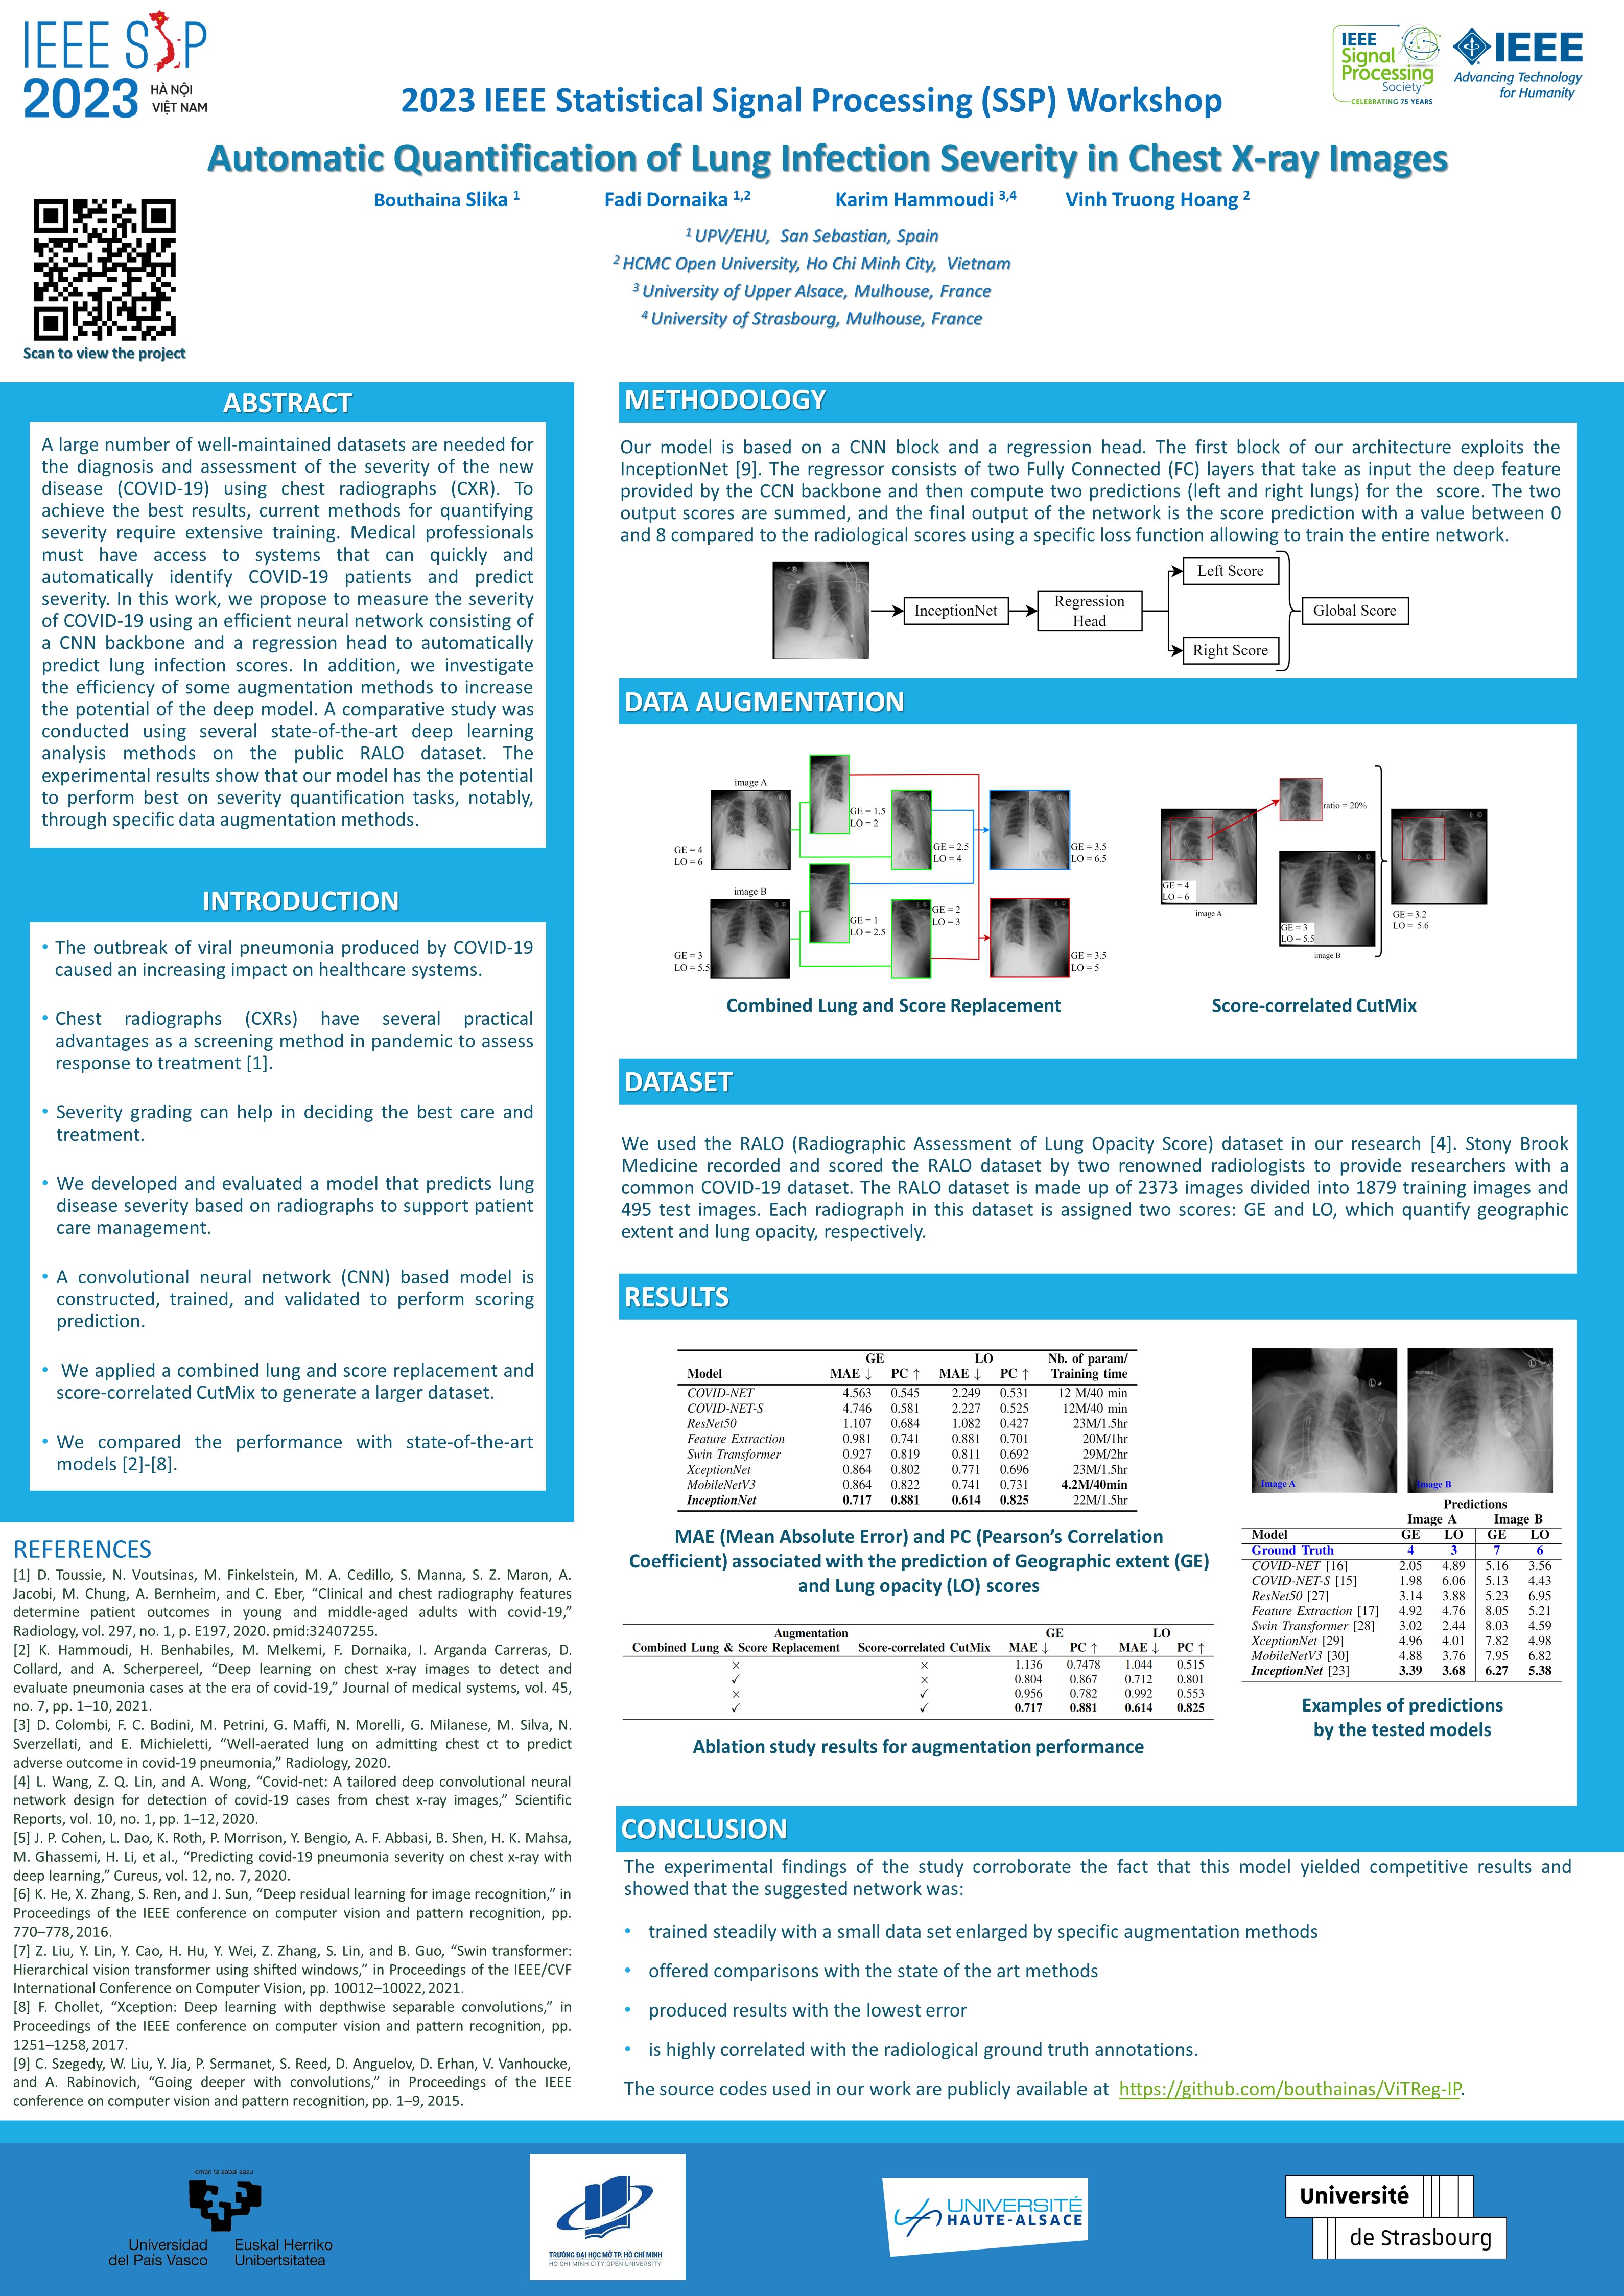 IEEE SSP
2023 HÀ NỘI
VIỆT NAM
IEEE
Signal
Processing
Society
CELEBRATING 75 YEARS
IEEE
Advancing Technology
for Humanity
2023 IEEE Statistical Signal Processing (SSP) Workshop
Automatic Quantification of Lung Infection Severity in Chest X-ray Images
Bouthaina Slika 1 Fadi Dornaika 1,2 Karim Hammoudi 3,4 Vinh Truong Hoang 2
1 UPV/EHU, San Sebastian, Spain
2 HCMC Open University, Ho Chi Minh City, Vietnam
3 University of Upper Alsace, Mulhouse, France
4 University of Strasbourg, Mulhouse, France
Scan to view the project
ABSTRACT
A large number of well-maintained datasets are needed for
the diagnosis and assessment of the severity of the new
disease (COVID-19) using chest radiographs (CXR). To
achieve the best results, current methods for quantifying
severity require extensive training. Medical professionals
must have access to systems that can quickly and
automatically identify COVID-19 patients and predict
severity. In this work, we propose to measure the severity
of COVID-19 using an efficient neural network consisting of
a CNN backbone and a regression head to automatically
predict lung infection scores. In addition, we investigate
the efficiency of some augmentation methods to increase
the potential of the deep model. A comparative study was
conducted using several state-of-the-art deep learning
analysis methods on the public RALO dataset. The
experimental results show that our model has the potential
to perform best on severity quantification tasks, notably,
through specific data augmentation methods.
INTRODUCTION
• The outbreak of viral pneumonia produced by COVID-19
caused an increasing impact on healthcare systems.
• Chest radiographs (CXRs) have several practical
advantages as a screening method in pandemic to assess
response to treatment [1].
• Severity grading can help in deciding the best care and
treatment.
• We developed and evaluated a model that predicts lung
disease severity based on radiographs to support patient
care management.
• A convolutional neural network (CNN) based model is
constructed, trained, and validated to perform scoring
prediction.
• We applied a combined lung and score replacement and
score-correlated CutMix to generate a larger dataset.
• We compared the performance with state-of-the-art
models [2]-[8].
REFERENCES
[1] D. Toussie, N. Voutsinas, M. Finkelstein, M. A. Cedillo, S. Manna, S. Z. Maron, A.
Jacobi, M. Chung, A. Bernheim, and C. Eber, “Clinical and chest radiography features
determine patient outcomes in young and middle-aged adults with covid-19,”
Radiology, vol. 297, no. 1, p. E197, 2020. pmid:32407255.
[2] K. Hammoudi, H. Benhabiles, M. Melkemi, F. Dornaika, I. Arganda Carreras, D.
Collard, and A. Scherpereel, “Deep learning on chest x-ray images to detect and
evaluate pneumonia cases at the era of covid-19,” Journal of medical systems, vol. 45,
no. 7, pp. 1–10, 2021.
[3] D. Colombi, F. C. Bodini, M. Petrini, G. Maffi, N. Morelli, G. Milanese, M. Silva, N.
Sverzellati, and E. Michieletti, “Well-aerated lung on admitting chest ct to predict
adverse outcome in covid-19 pneumonia,” Radiology, 2020.
[4] L. Wang, Z. Q. Lin, and A. Wong, “Covid-net: A tailored deep convolutional neural
network design for detection of covid-19 cases from chest x-ray images,” Scientific
Reports, vol. 10, no. 1, pp. 1–12, 2020.
[5] J. P. Cohen, L. Dao, K. Roth, P. Morrison, Y. Bengio, A. F. Abbasi, B. Shen, H. K. Mahsa,
M. Ghassemi, H. Li, et al., “Predicting covid-19 pneumonia severity on chest x-ray with
deep learning,” Cureus, vol. 12, no. 7, 2020.
[6] K. He, X. Zhang, S. Ren, and J. Sun, “Deep residual learning for image recognition,” in
Proceedings of the IEEE conference on computer vision and pattern recognition, pp.
770–778, 2016.
[7] Z. Liu, Y. Lin, Y. Cao, H. Hu, Y. Wei, Z. Zhang, S. Lin, and B. Guo, “Swin transformer:
Hierarchical vision transformer using shifted windows,” in Proceedings of the IEEE/CVF
International Conference on Computer Vision, pp. 10012–10022, 2021.
[8] F. Chollet, “Xception: Deep learning with depthwise separable convolutions,” in
Proceedings of the IEEE conference on computer vision and pattern recognition, pp.
1251–1258, 2017.
[9] C. Szegedy, W. Liu, Y. Jia, P. Sermanet, S. Reed, D. Anguelov, D. Erhan, V. Vanhoucke,
and A. Rabinovich, “Going deeper with convolutions,” in Proceedings of the IEEE
conference on computer vision and pattern recognition, pp. 1–9, 2015.
METHODOLOGY
Our model is based on a CNN block and a regression head. The first block of our architecture exploits the
InceptionNet [9]. The regressor consists of two Fully Connected (FC) layers that take as input the deep feature
provided by the CCN backbone and then compute two predictions (left and right lungs) for the score. The two
output scores are summed, and the final output of the network is the score prediction with a value between 0
and 8 compared to the radiological scores using a specific loss function allowing to train the entire network.
InceptionNet
Regression
Head
Left Score
Right Score
Global Score
DATA AUGMENTATION
image A
GE = 4
LO = 6
GE = 1.5
LO = 2
GE = 2.5
LO = 4
GE = 3.5
LO = 6.5
image B
GE = 3
LO = 5.5
GE = 1
LO = 2.5
GE = 2
LO = 3
GE = 3.5
LO = 5
Combined Lung and Score Replacement
ratio = 20%
GE = 4
LO = 6
image A
GE = 3
LO = 5.5
image B
GE = 3.2
LO = 5.6
Score-correlated CutMix
DATASET
We used the RALO (Radiographic Assessment of Lung Opacity Score) dataset in our research [4]. Stony Brook
Medicine recorded and scored the RALO dataset by two renowned radiologists to provide researchers with a
common COVID-19 dataset. The RALO dataset is made up of 2373 images divided into 1879 training images and
495 test images. Each radiograph in this dataset is assigned two scores: GE and LO, which quantify geographic
extent and lung opacity, respectively.
RESULTS
GE LO Nb. of param/
Model MAE ↓ PC ↑ MAE ↓ PC ↑ Training time
COVID-NET 4.563 0.545 2.249 0.531 12 M/40 min
COVID-NET-S 4.746 0.581 2.227 0.525 12M/40 min
ResNet50 1.107 0.684 1.082 0.427 23M/1.5hr
Feature Extraction 0.981 0.741 0.881 0.701 20M/1hr
Swin Transformer 0.927 0.819 0.811 0.692 29M/2hr
XceptionNet 0.864 0.802 0.771 0.696 23M/1.5hr
MobileNetV3 0.864 0.822 0.741 0.731 4.2M/40min
InceptionNet 0.717 0.881 0.614 0.825 22M/1.5hr
MAE (Mean Absolute Error) and PC (Pearson’s Correlation
Coefficient) associated with the prediction of Geographic extent (GE)
and Lung opacity (LO) scores
Augmentation GE LO
Combined Lung & Score Replacement Score-correlated CutMix MAE ↓ PC ↑ MAE ↓ PC ↑
× × 1.136 0.7478 1.044 0.515
✓ × 0.804 0.867 0.712 0.801
× ✓ 0.956 0.782 0.992 0.553
✓ ✓ 0.717 0.881 0.614 0.825
Ablation study results for augmentation performance
Image A
Image B
Predictions
Image A Image B
Model GE LO GE LO
Ground Truth 4 3 7 6
COVID-NET [16] 2.05 4.89 5.16 3.56
COVID-NET-S [15] 1.98 6.06 5.13 4.43
ResNet50 [27] 3.14 3.88 5.23 6.95
Feature Extraction [17] 4.92 4.76 8.05 5.21
Swin Transformer [28] 3.02 2.44 8.03 4.59
XceptionNet [29] 4.96 4.01 7.82 4.98
MobileNetV3 [30] 4.88 3.76 7.95 6.82
InceptionNet [23] 3.39 3.68 6.27 5.38
Examples of predictions
by the tested models
CONCLUSION
The experimental findings of the study corroborate the fact that this model yielded competitive results and
showed that the suggested network was:
• trained steadily with a small data set enlarged by specific augmentation methods
• offered comparisons with the state of the art methods
• produced results with the lowest error
• is highly correlated with the radiological ground truth annotations.
The source codes used in our work are publicly available at https://github.com/bouthainas/ViTReg-IP.
eman ta zabal zazu
Universidad Euskal Herriko
del País Vasco Unibertsitatea
TRƯỜNG ĐẠI HỌC MỞ TP. HỒ CHÍ MINH
HO CHI MINH CITY OPEN UNIVERSITY
UNIVERSITÉ
HAUTE-ALSACE
Université
de Strasbourg